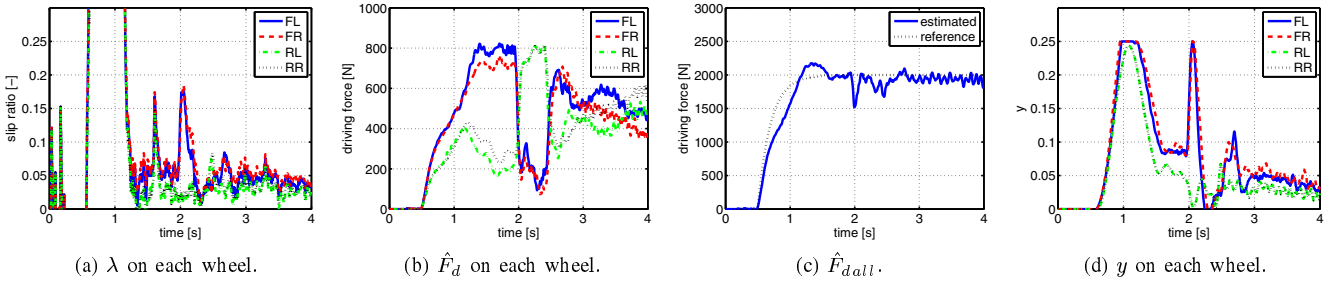 slip ratio [-]
0.25
0.2
0.15
0.1
0.05
0
0 1 2 3 4
time [s]
FL
FR
RL
RR
(a) λ on each wheel.
driving force [N]
1000
800
600
400
200
0
0 1 2 3 4
time [s]
FL
FR
RL
RR
(b) F̂d on each wheel.
driving force [N]
3000
2500
2000
1500
1000
500
0
0 1 2 3 4
time [s]
estimated
reference
(c) F̂dall.
y
0.25
0.2
0.15
0.1
0.05
0
0 1 2 3 4
time [s]
FL
FR
RL
RR
(d) y on each wheel.